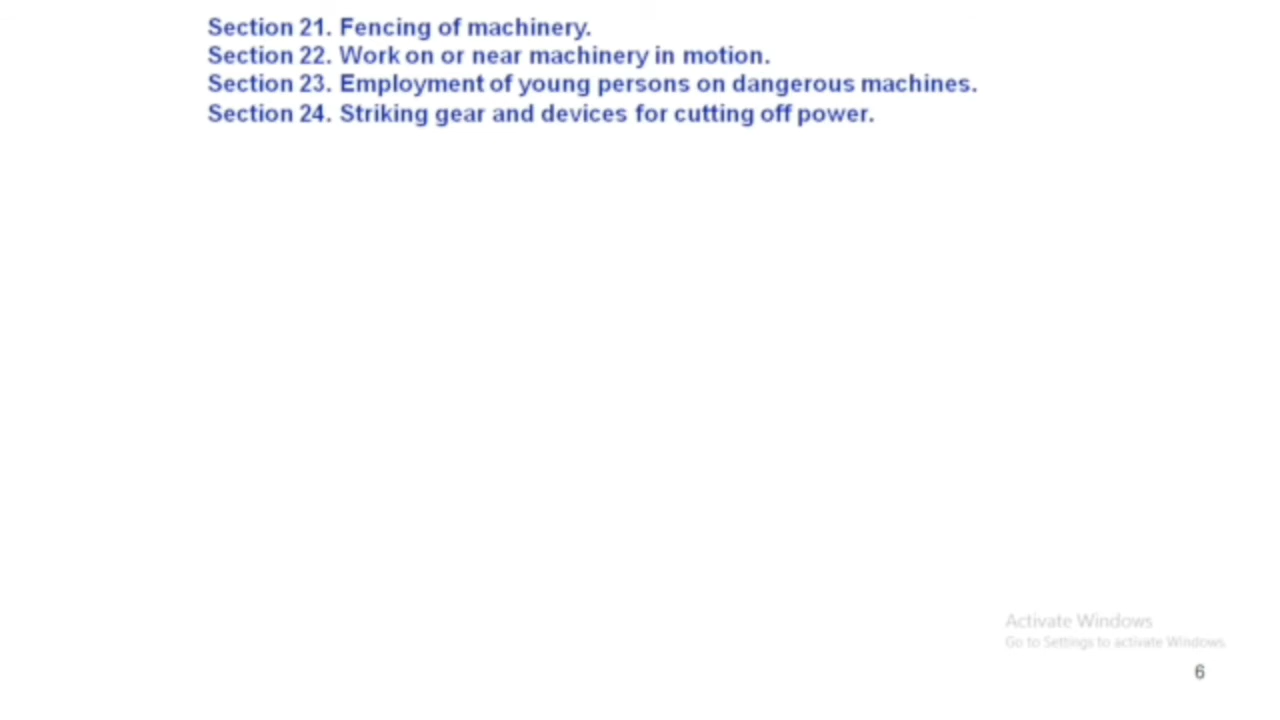 Section 21. Fencing of machinery.
Section 22. Work on or near machinery in motion.
Section 23. Employment of young persons on dangerous machines.
Section 24. Striking gear and devices for cutting off power.
Activate Windows
Go to Settings to activate Windows.
6